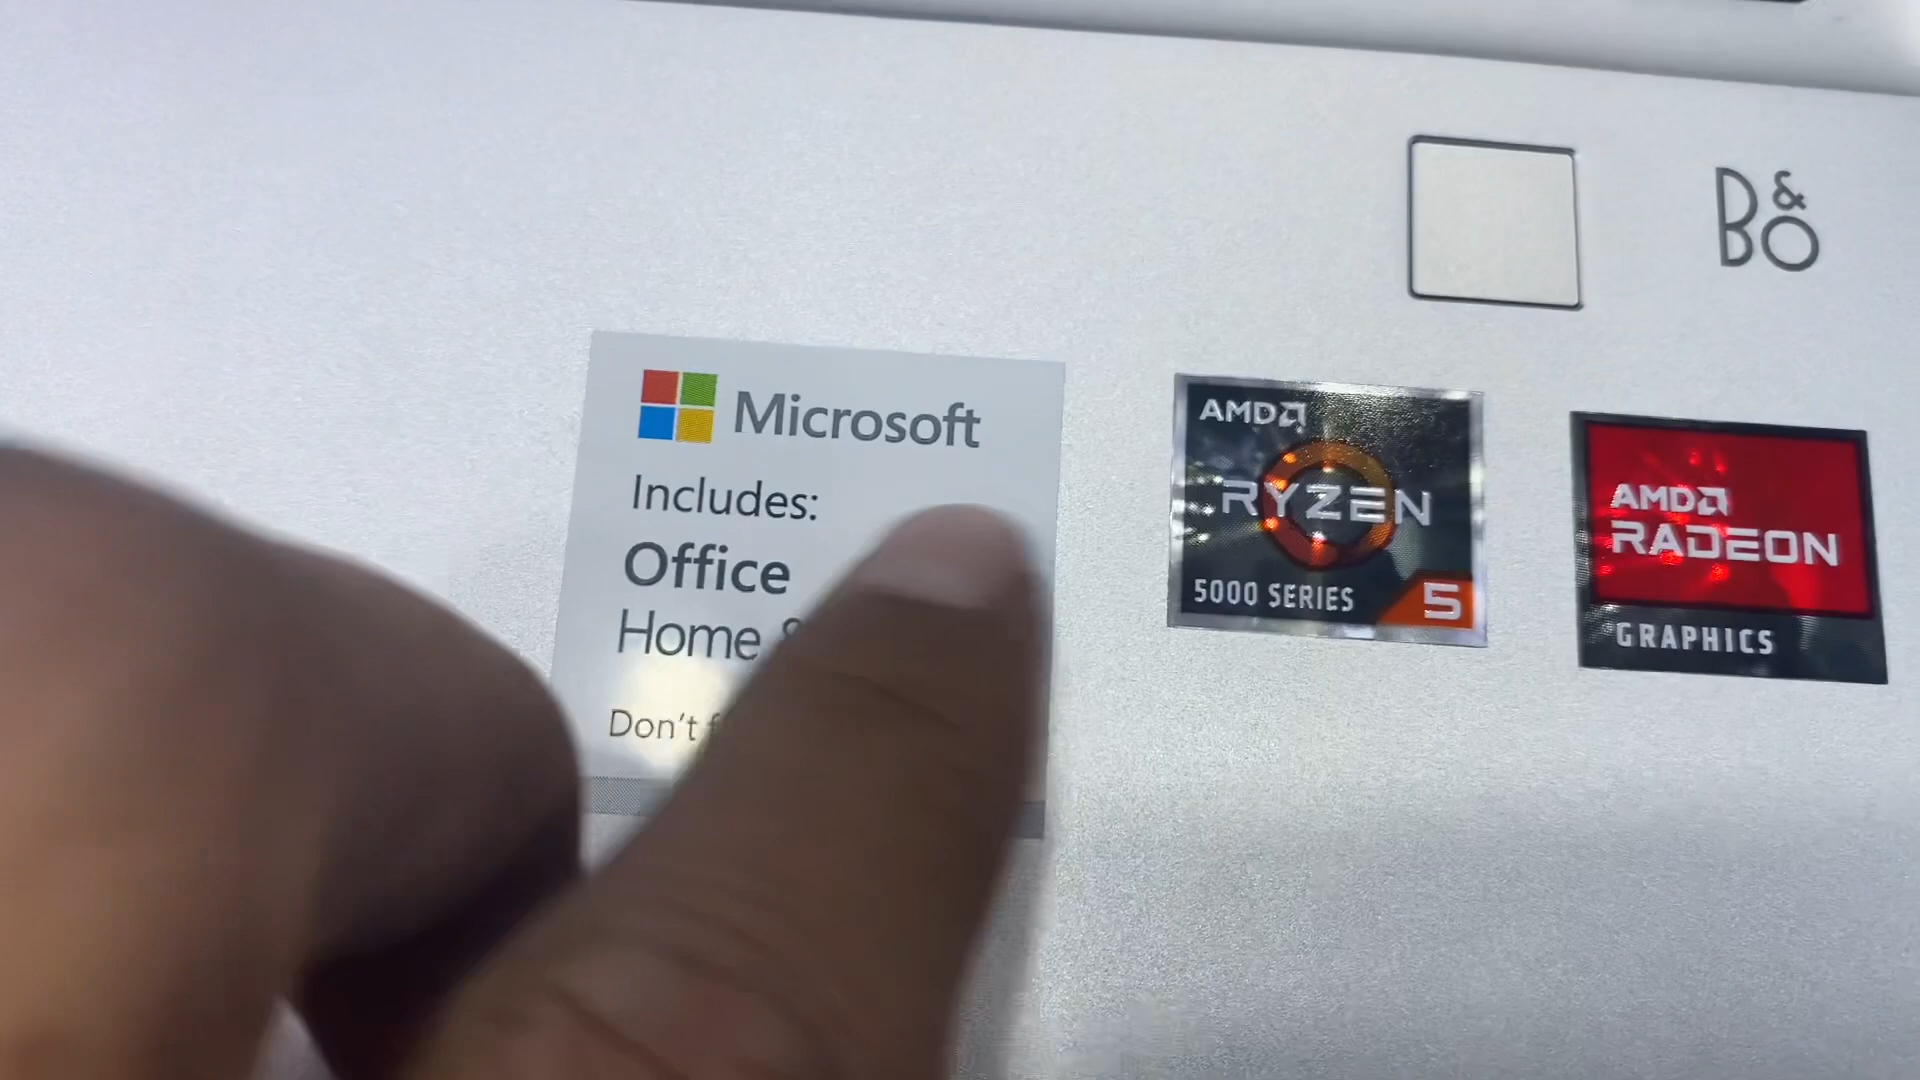 B&O
Microsoft
Includes:
Office
Home &
Don't
AMD
RYZEN
5000 SERIES 5
AMD
RADEON
GRAPHICS